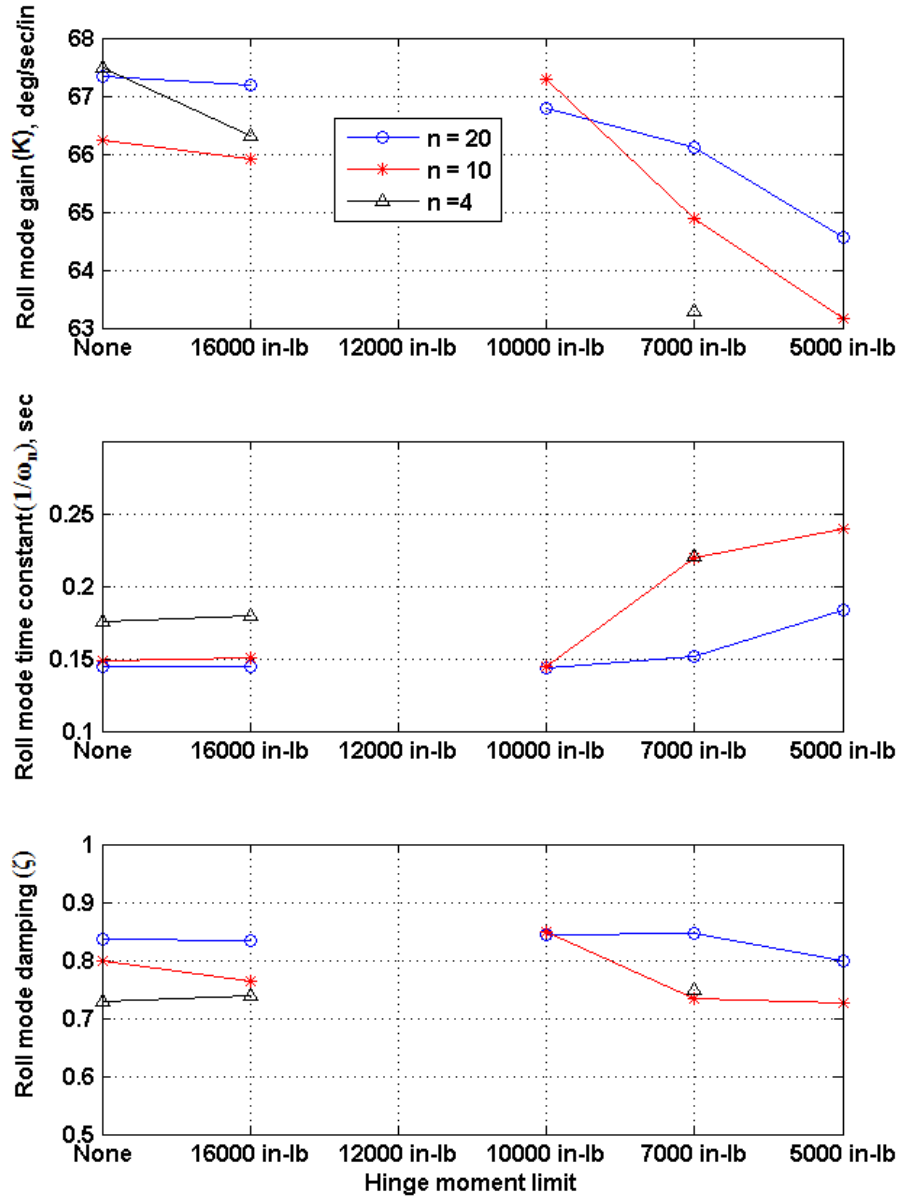 Roll mode gain (K), deg/sec/in
68
67
66
65
64
63
n = 20
n = 10
n =4
None 16000 in-lb 12000 in-lb 10000 in-lb 7000 in-lb 5000 in-lb
Roll mode time constant (1/ωn), sec
0.25
0.2
0.15
0.1
None 16000 in-lb 12000 in-lb 10000 in-lb 7000 in-lb 5000 in-lb
Roll mode damping (ζ)
1
0.9
0.8
0.7
0.6
0.5
None 16000 in-lb 12000 in-lb 10000 in-lb 7000 in-lb 5000 in-lb
Hinge moment limit